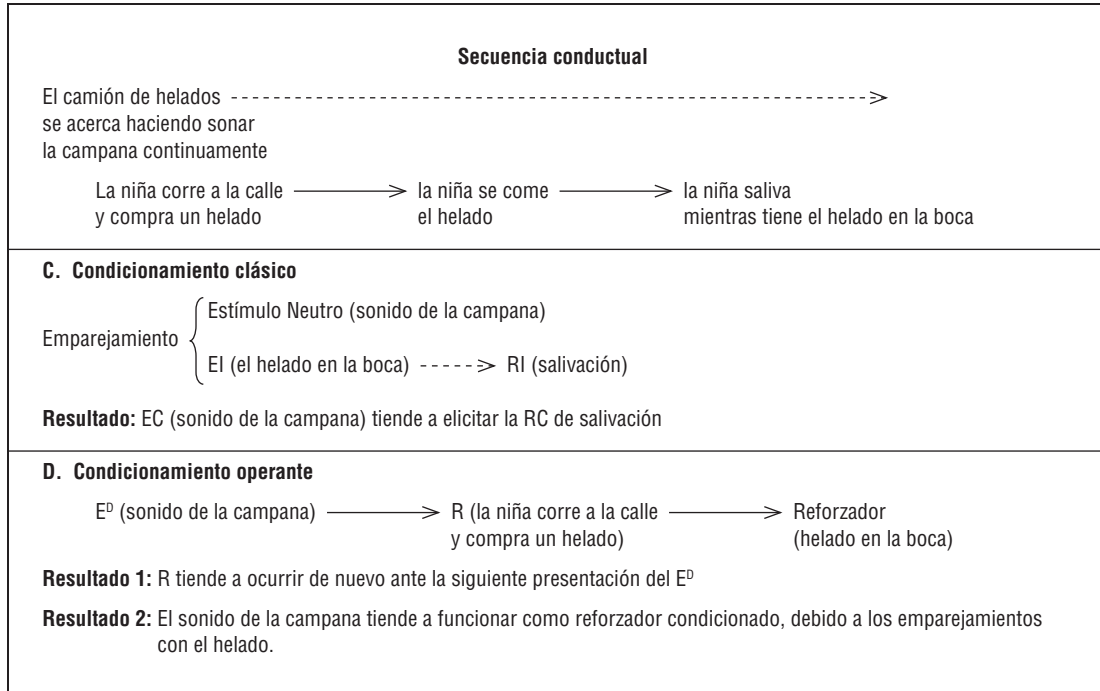 Secuencia conductual
El camión de helados
se acerca haciendo sonar
la campana continuamente
La niña corre a la calle la niña se come la niña saliva
y compra un helado el helado mientras tiene el helado en la boca
C. Condicionamiento clásico
Estímulo Neutro (sonido de la campana)
Emparejamiento
EI (el helado en la boca) RI (salivación)
Resultado: EC (sonido de la campana) tiende a elicitar la RC de salivación
D. Condicionamiento operante
Eᴰ (sonido de la campana) R (la niña corre a la calle Reforzador
y compra un helado) (helado en la boca)
Resultado 1: R tiende a ocurrir de nuevo ante la siguiente presentación del Eᴰ
Resultado 2: El sonido de la campana tiende a funcionar como reforzador condicionado, debido a los emparejamientos
con el helado.